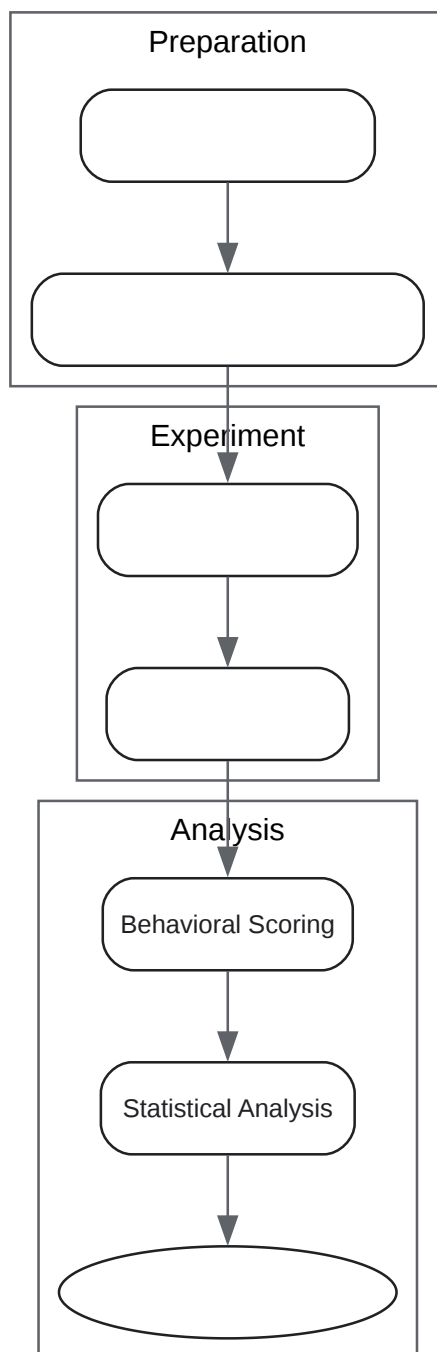 Preparation
Experiment
Analysis
Behavioral Scoring
Statistical Analysis